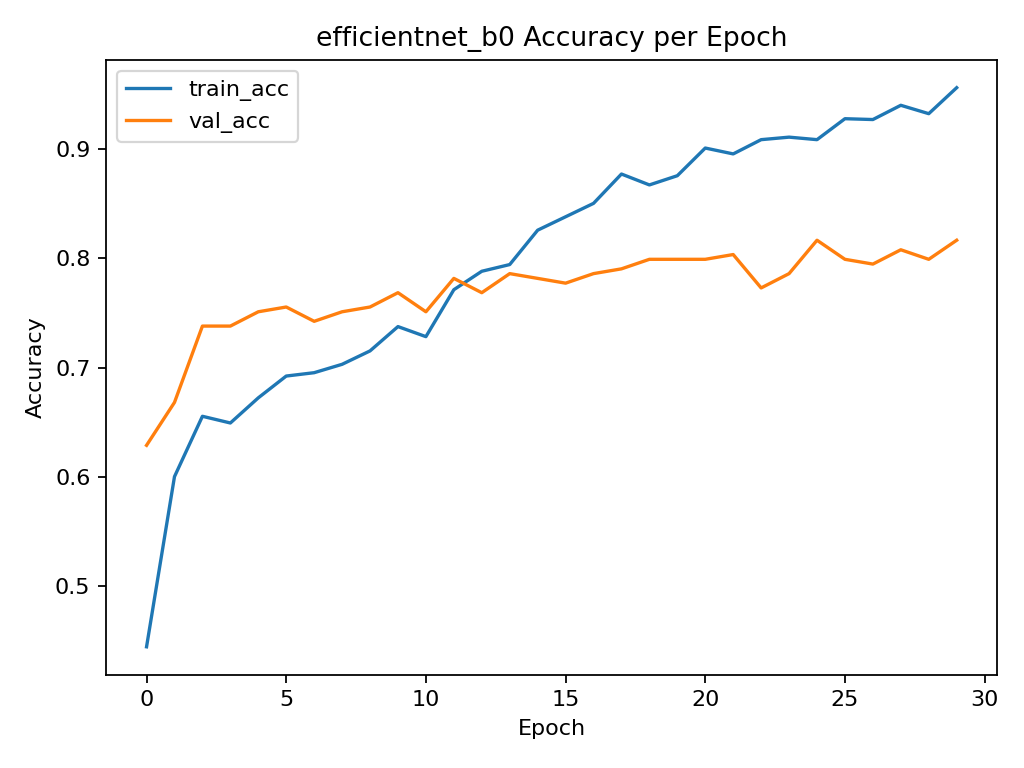 efficientnet_b0 Accuracy per Epoch
train_acc
val_acc
Accuracy
0.9
0.8
0.7
0.6
0.5
0 5 10 15 20 25 30
Epoch